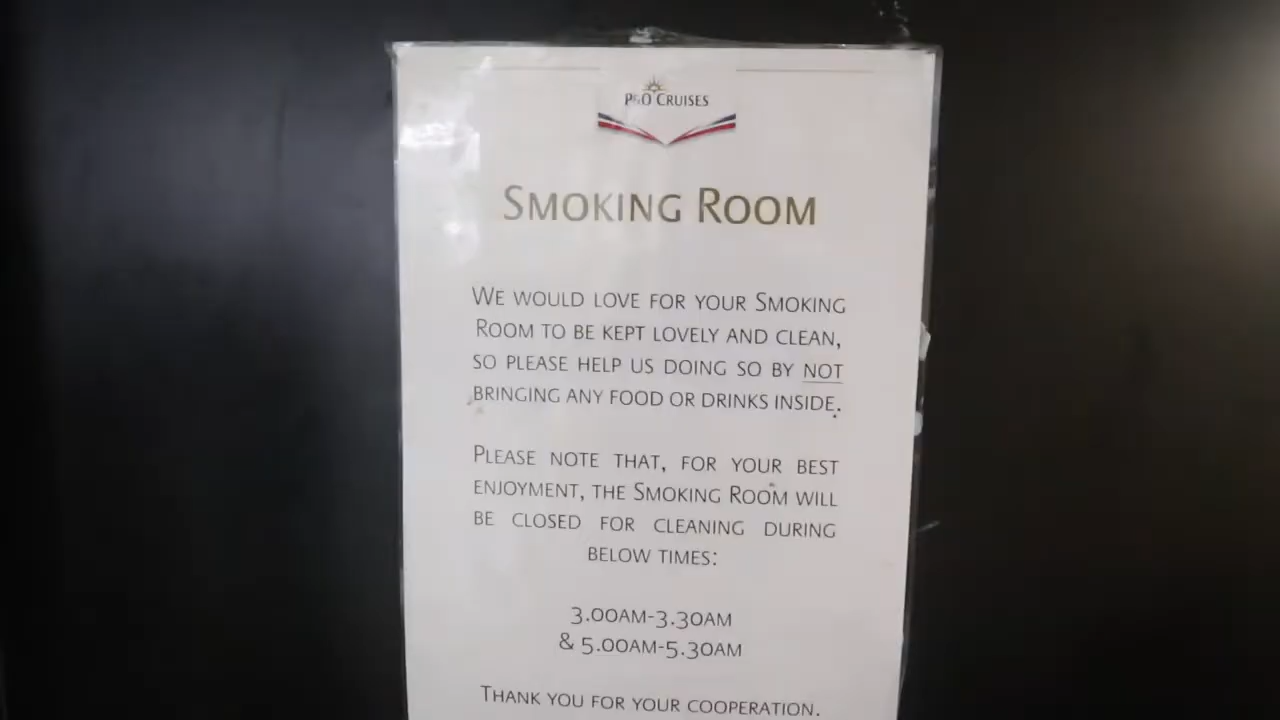 P&O CRUISES
SMOKING ROOM
WE WOULD LOVE FOR YOUR SMOKING
ROOM TO BE KEPT LOVELY AND CLEAN,
SO PLEASE HELP US DOING SO BY NOT
BRINGING ANY FOOD OR DRINKS INSIDE.
PLEASE NOTE THAT, FOR YOUR BEST
ENJOYMENT, THE SMOKING ROOM WILL
BE CLOSED FOR CLEANING DURING
BELOW TIMES:
3.00AM-3.30AM
& 5.00AM-5.30AM
THANK YOU FOR YOUR COOPERATION.